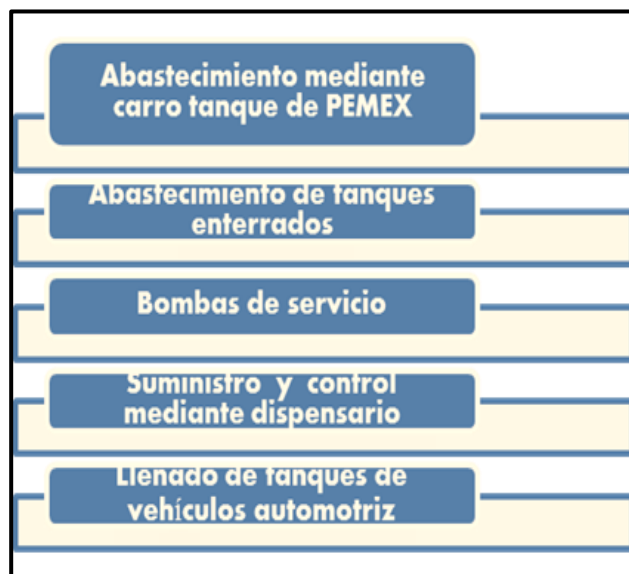 Abastecimiento mediante
carro tanque de PEMEX
Abastecimiento de tanques
enterrados
Bombas de servicio
Suministro y control
mediante dispensario
Llenado de tanques de
vehículos automotriz